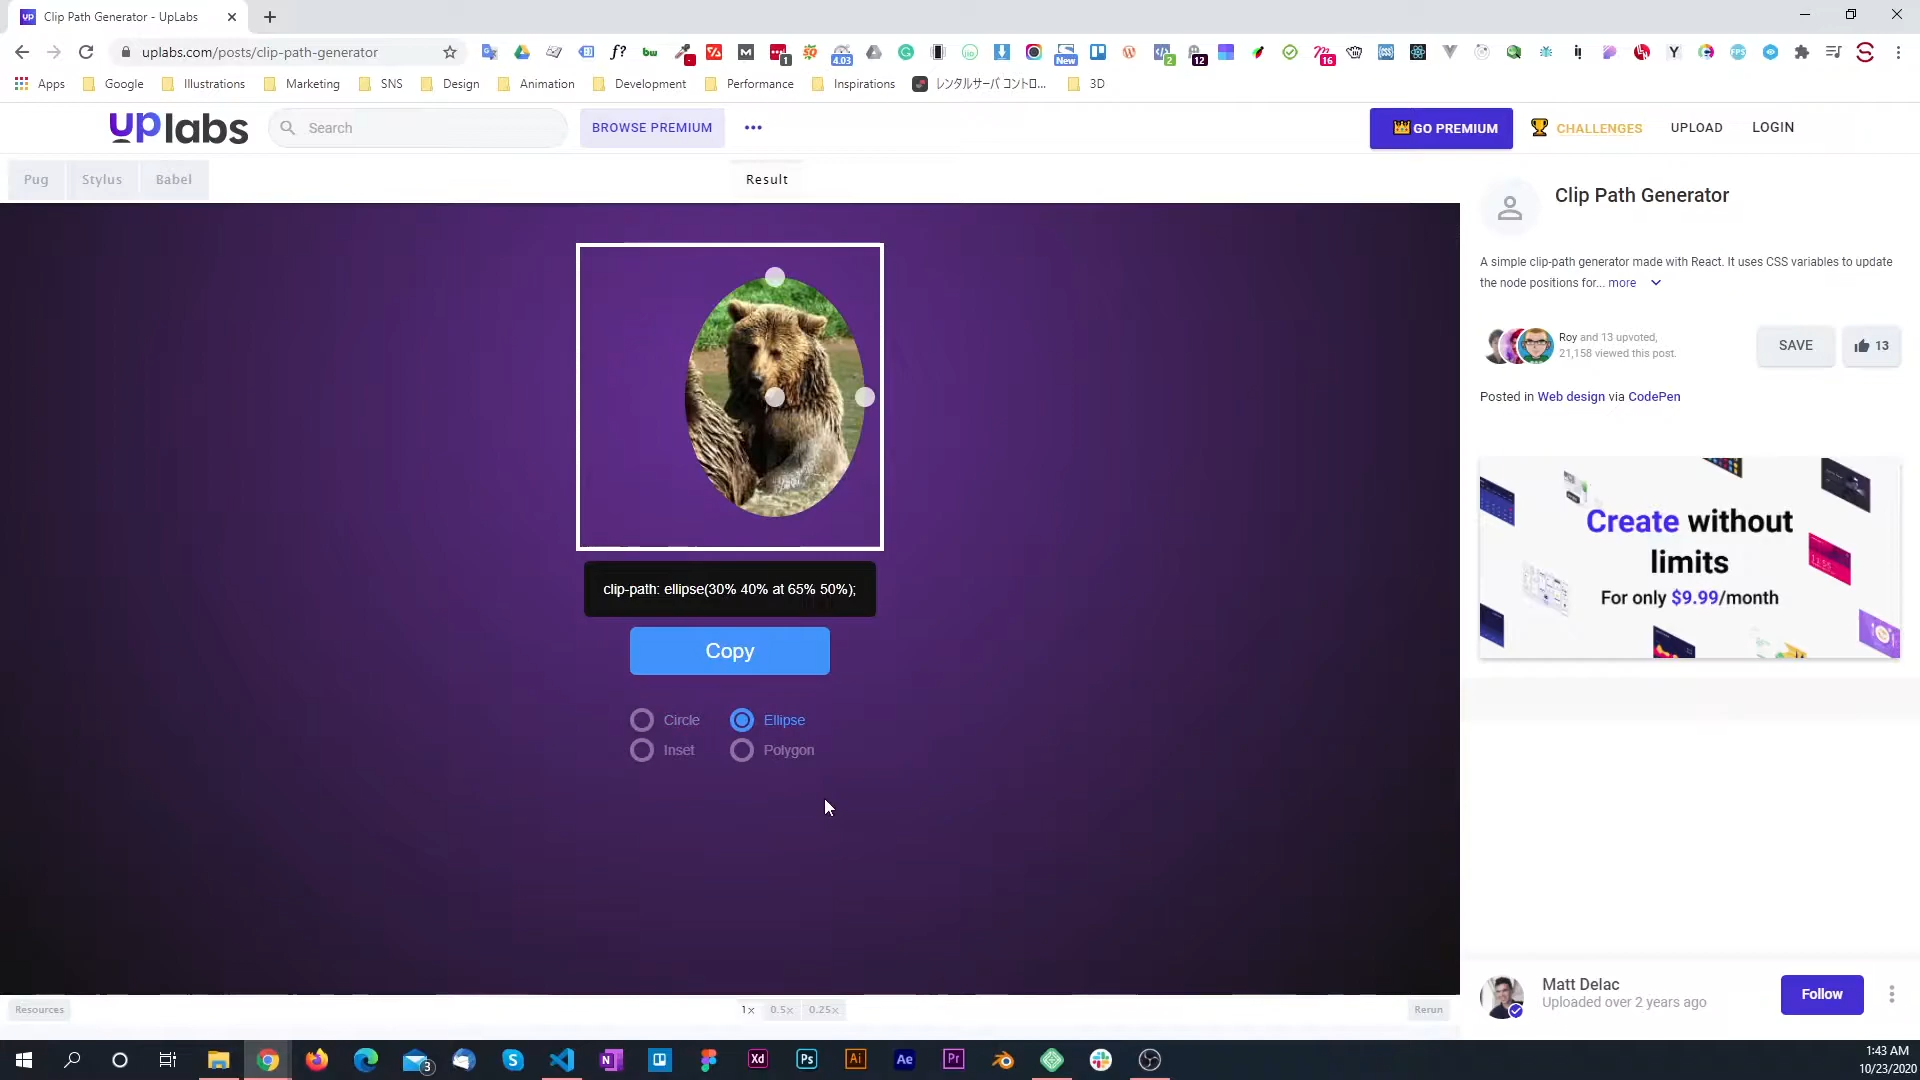 Clip Path Generator - UpLabs
uplabs.com/posts/clip-path-generator
Apps
Google
Illustrations
Marketing
SNS
Design
Animation
Development
Performance
Inspirations
レンタルサーバ コントロ...
3D
uplabs
Search
BROWSE PREMIUM
GO PREMIUM
CHALLENGES
UPLOAD
LOGIN
Pug
Stylus
Babel
Result
clip-path: ellipse(30% 40% at 65% 50%);
Copy
Circle
Ellipse
Inset
Polygon
Clip Path Generator
A simple clip-path generator made with React. It uses CSS variables to update
the node positions for... more
Roy and 13 upvoted,
21,158 viewed this post.
SAVE
13
Posted in Web design via CodePen
Create without
limits
For only $9.99/month
Matt Delac
Uploaded over 2 years ago
Follow
Resources
1x
0.5x
0.25x
Rerun
1:43 AM
10/23/2020